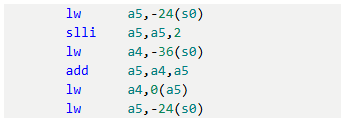 lw a5,-24(s0)
slli a5,a5,2
lw a4,-36(s0)
add a5,a4,a5
lw a4,0(a5)
lw a5,-24(s0)